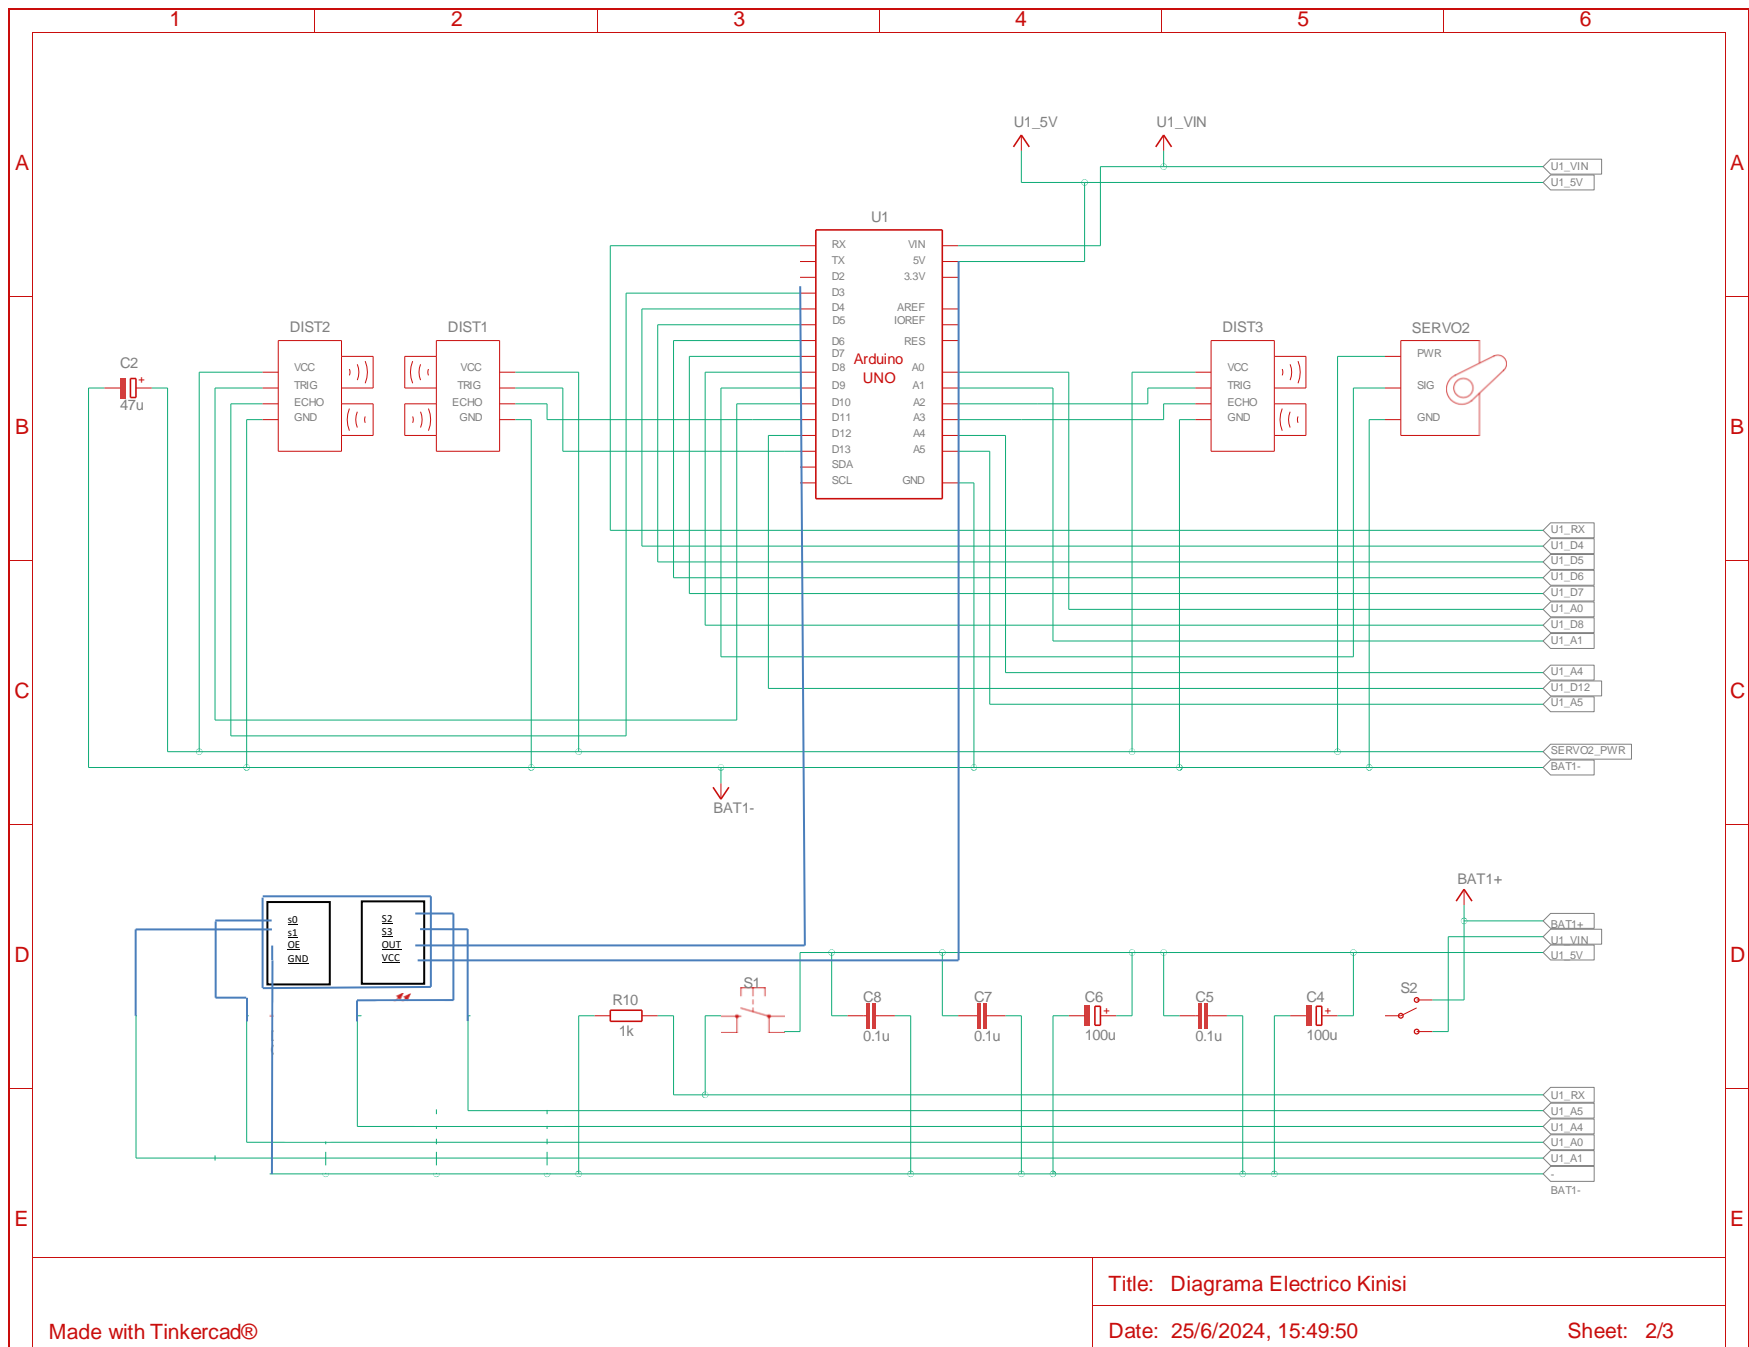 1 2 3 4 5 6
U1_5V U1_VIN
A A
U1_VIN
U1_5V
U1
RX VIN
TX 5V
D2 3.3V
D3
D4 AREF
D5 IOREF
D6 RES
D7
D8 A0
D9 A1
D10 A2
D11 A3
D12 A4
D13 A5
SDA
SCL GND
Arduino
UNO
DIST2
VCC
TRIG
ECHO
GND
DIST1
VCC
TRIG
ECHO
GND
DIST3
VCC
TRIG
ECHO
GND
SERVO2
PWR
SIG
GND
C2
+
47u
B B
U1_RX
U1_D4
U1_D5
U1_D6
U1_D7
U1_A0
U1_D8
U1_A1
U1_A4
U1_D12
U1_A5
C C
SERVO2_PWR
BAT1-
BAT1-
BAT1+
s0
s1
OE
GND
S2
S3
OUT
VCC
BAT1+
U1_VIN
U1_5V
D D
R10
1k
S1
C8
0.1u
C7
0.1u
C6
+
100u
C5
0.1u
C4
+
100u
S2
U1_RX
U1_A5
U1_A4
U1_A0
U1_A1
-
BAT1-
E E
Title: Diagrama Electrico Kinisi
Made with Tinkercad®
Date: 25/6/2024, 15:49:50 Sheet: 2/3